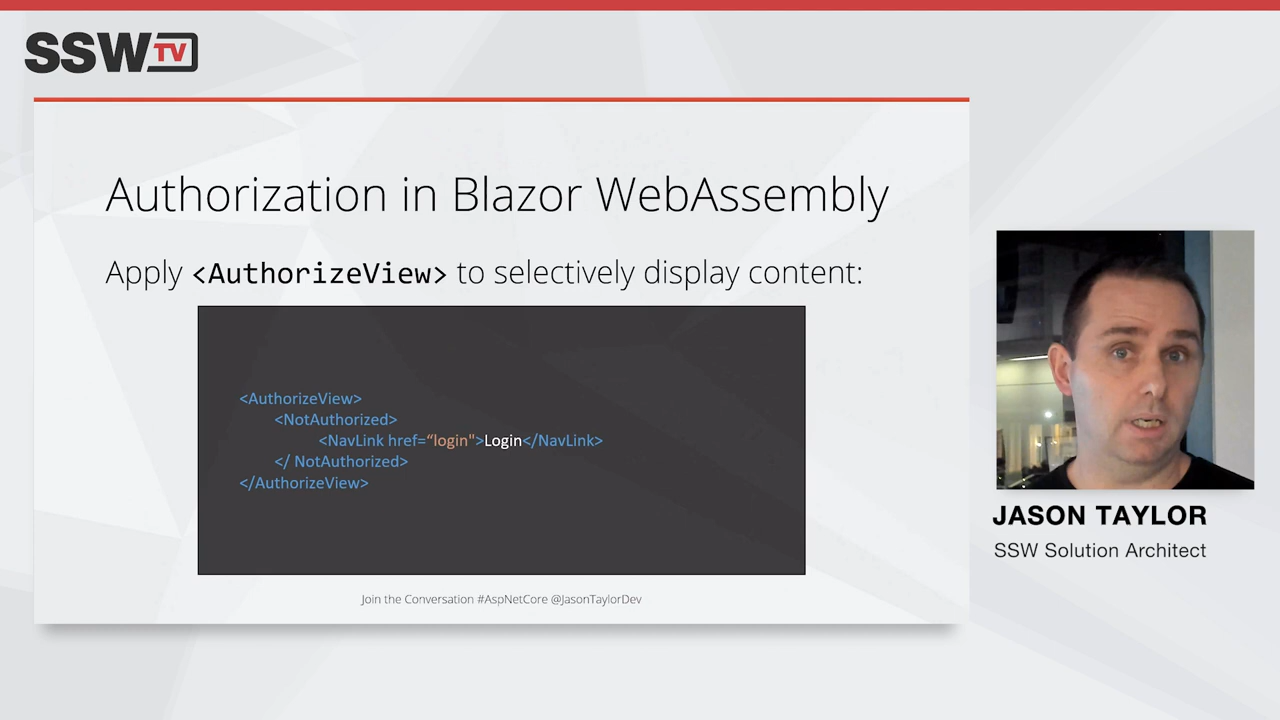 SSW TV
Authorization in Blazor WebAssembly
Apply <AuthorizeView> to selectively display content:
<AuthorizeView>
<NotAuthorized>
<NavLink href=“login">Login</NavLink>
</ NotAuthorized>
</AuthorizeView>
Join the Conversation #AspNetCore @JasonTaylorDev
JASON TAYLOR
SSW Solution Architect